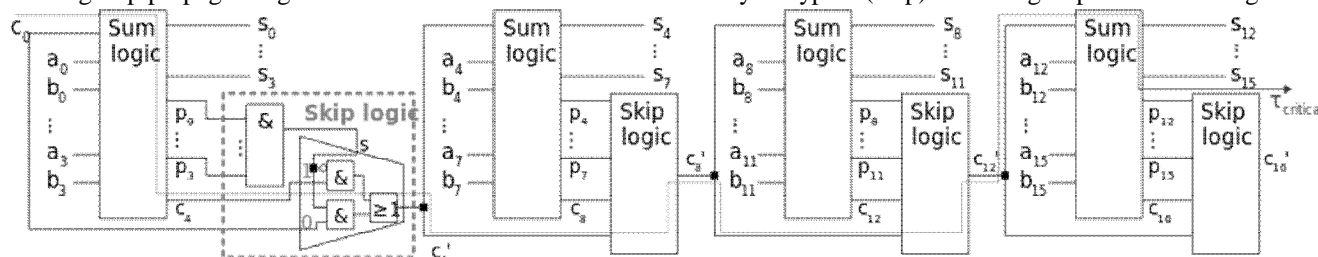 c₀
Sum logic
a₀
b₀
⋮
a₃
b₃
s₀
⋮
s₃
p₀
⋮
p₃
c₄
Skip logic
&
⋮
s
1
&
0
&
≥1
Sum logic
a₄
b₄
⋮
a₇
b₇
s₄
⋮
s₇
p₄
⋮
p₇
c₈
Skip logic
c₈'
Sum logic
a₈
b₈
⋮
a₁₁
b₁₁
s₈
⋮
s₁₁
p₈
⋮
p₁₁
c₁₂
Skip logic
c₁₂'
Sum logic
a₁₂
b₁₂
⋮
a₁₅
b₁₅
s₁₂
⋮
s₁₅
p₁₂
⋮
p₁₅
c₁₆
Skip logic
c₁₆'